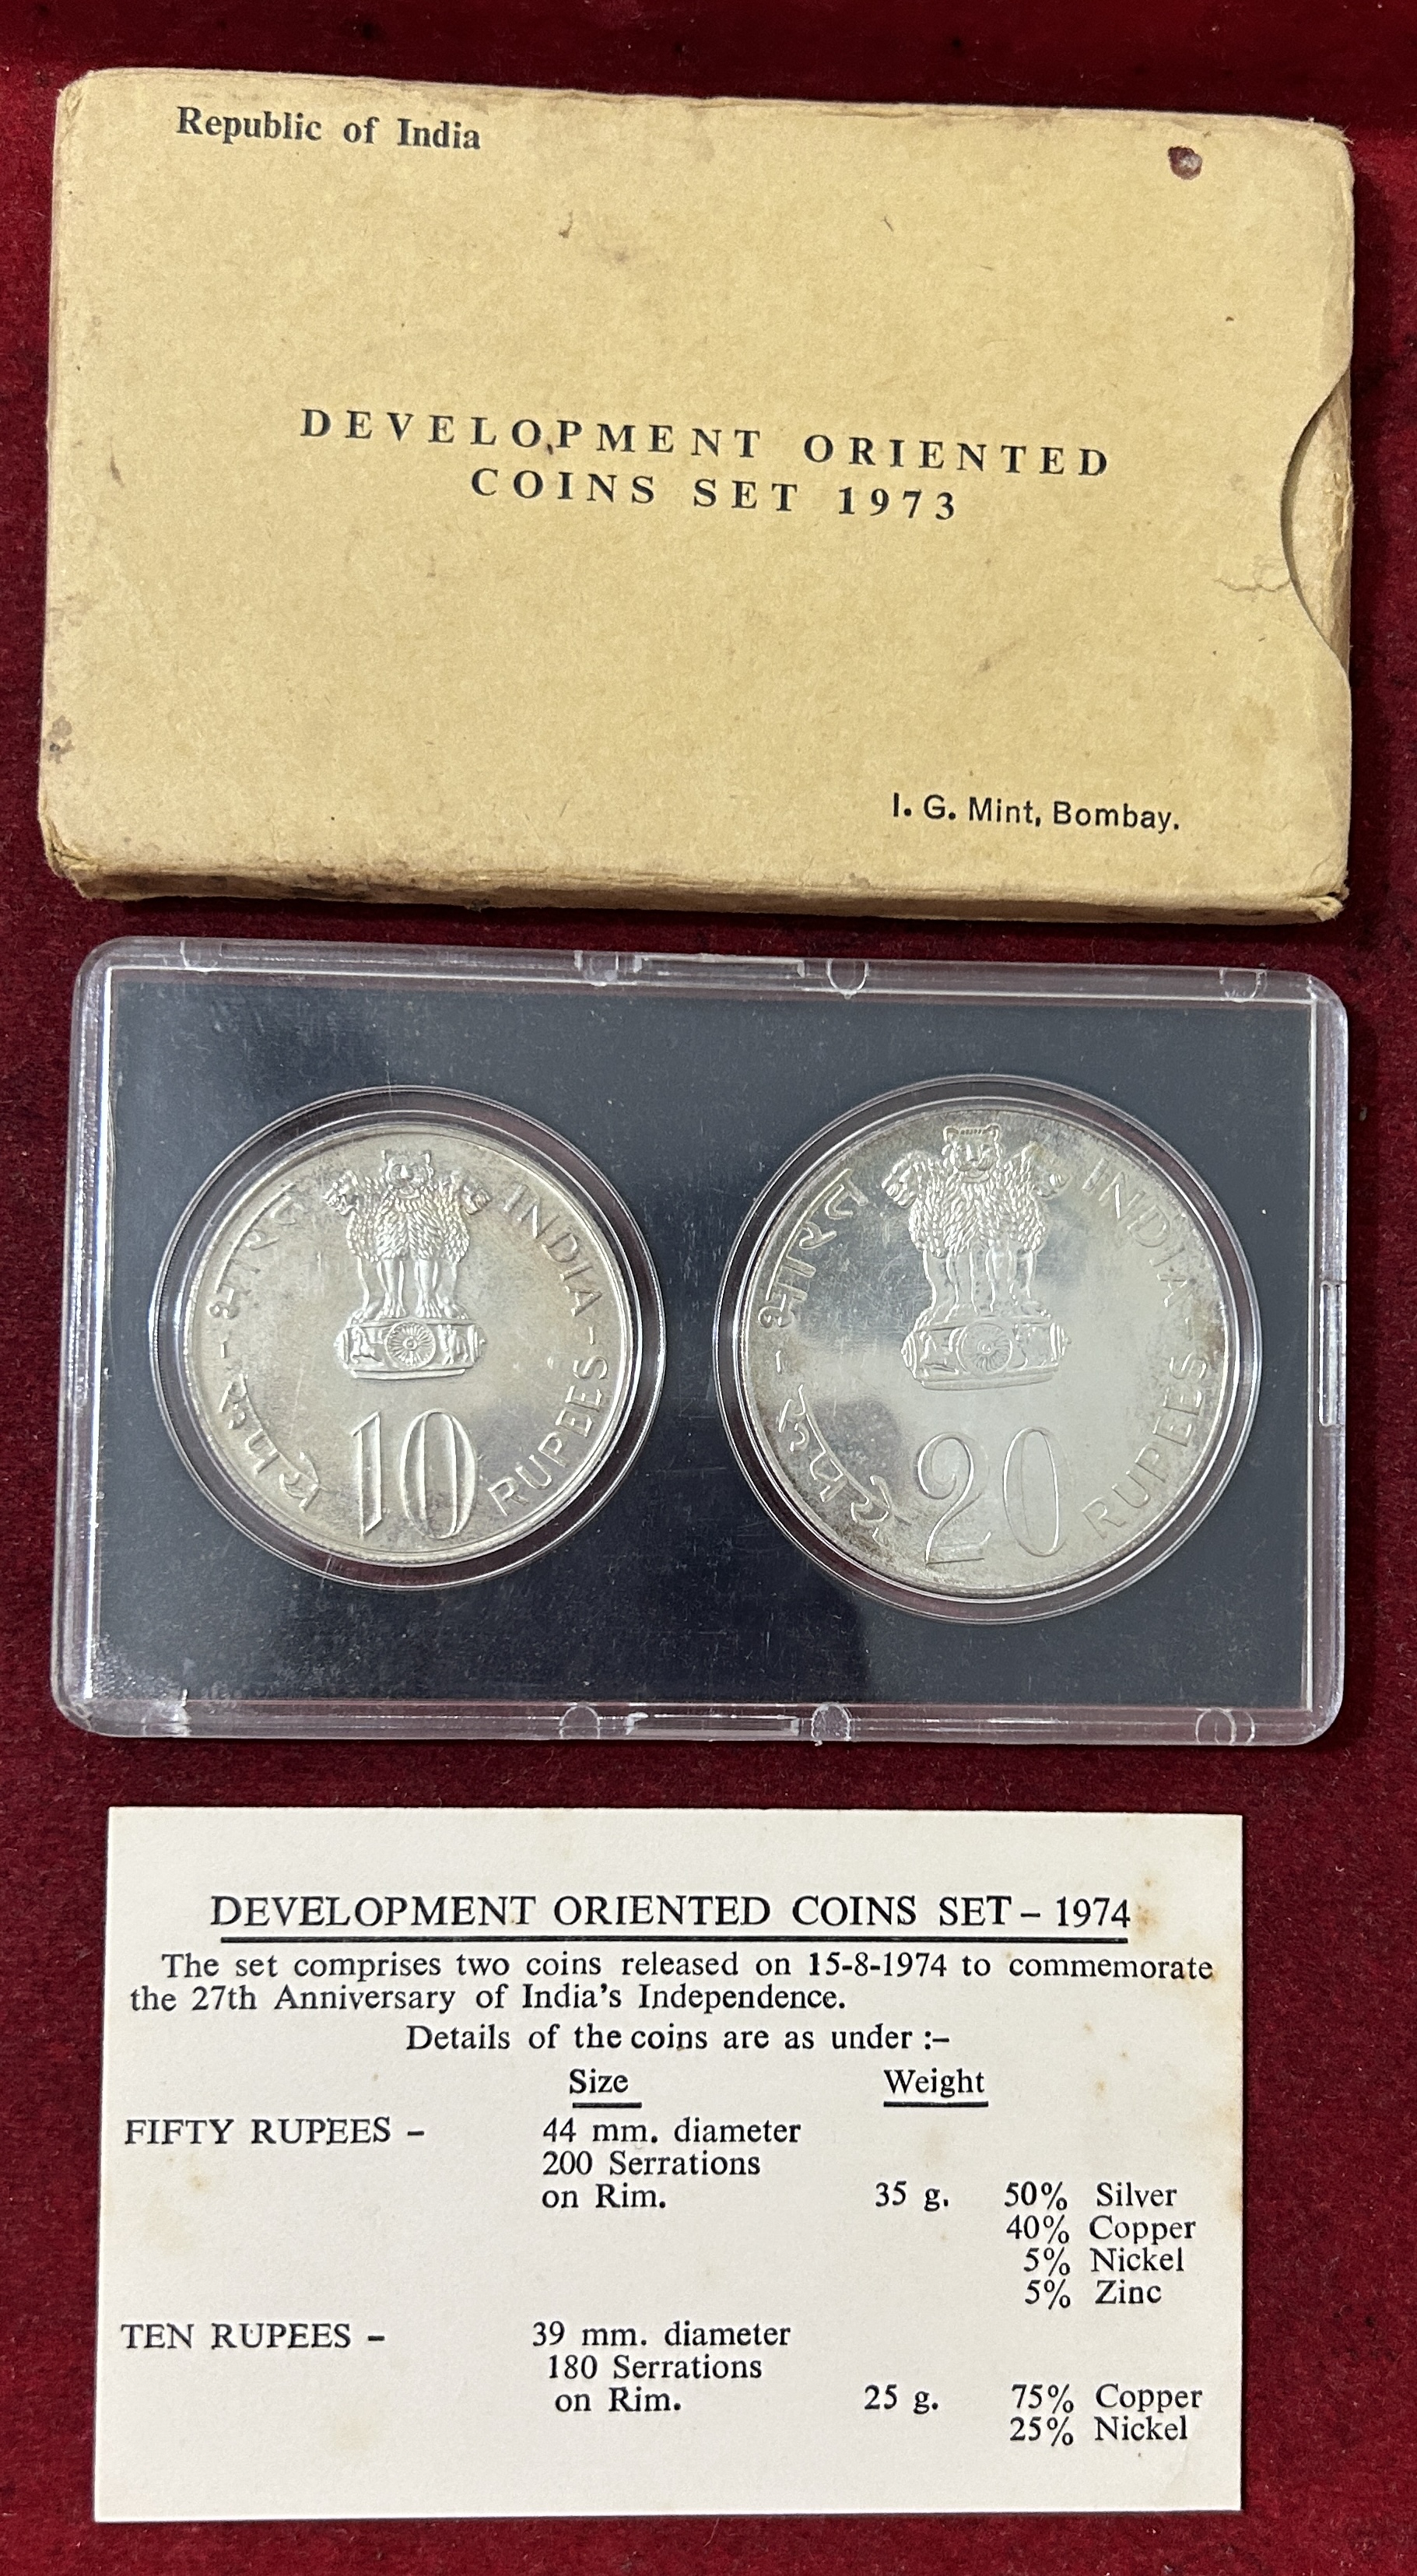 Republic of India
DEVELOPMENT ORIENTED
COINS SET 1973
I. G. Mint, Bombay.
भारत INDIA
रुपये 10 RUPEES
भारत INDIA
रुपये 20 RUPEES
DEVELOPMENT ORIENTED COINS SET – 1974
The set comprises two coins released on 15-8-1974 to commemorate
the 27th Anniversary of India's Independence.
Details of the coins are as under :–
Size Weight
FIFTY RUPEES – 44 mm. diameter
200 Serrations
on Rim. 35 g. 50% Silver
40% Copper
5% Nickel
5% Zinc
TEN RUPEES – 39 mm. diameter
180 Serrations
on Rim. 25 g. 75% Copper
25% Nickel